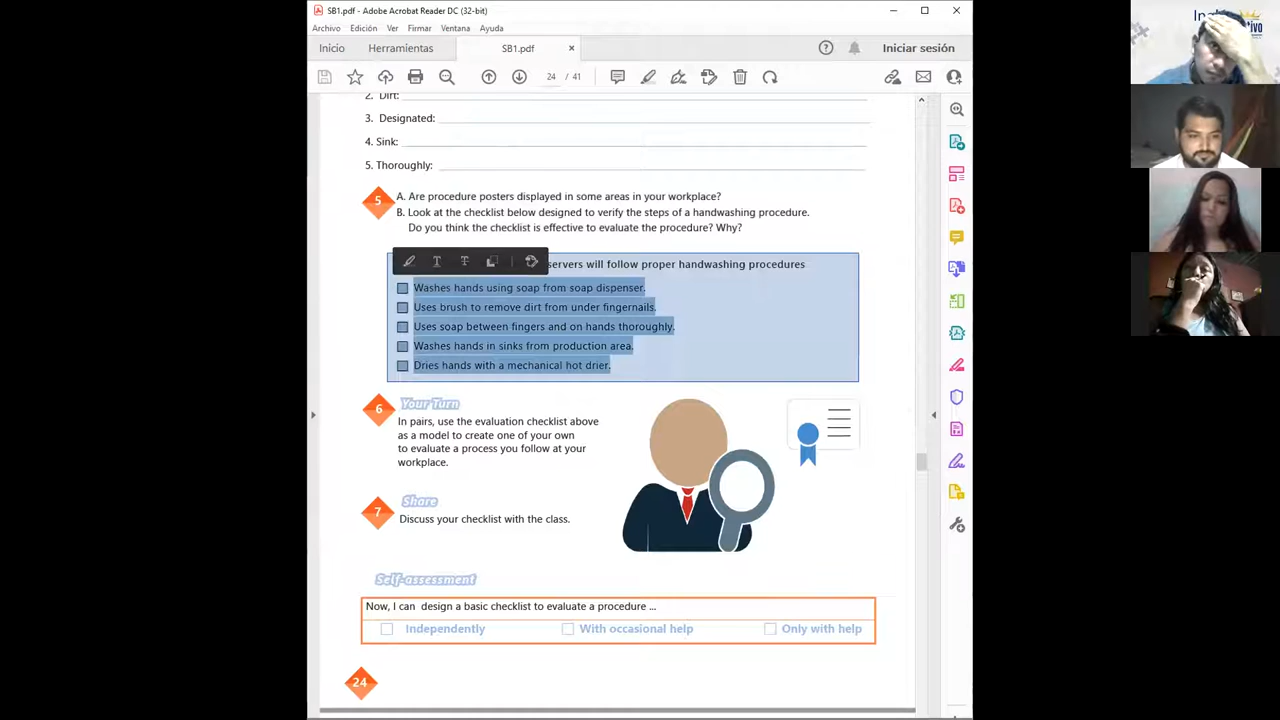 SB1.pdf - Adobe Acrobat Reader DC (32-bit)
Archivo Edición Ver Firmar Ventana Ayuda
Inicio Herramientas SB1.pdf × Iniciar sesión
24 / 41
2. Dirt:
3. Designated:
4. Sink:
5. Thoroughly:
5
A. Are procedure posters displayed in some areas in your workplace?
B. Look at the checklist below designed to verify the steps of a handwashing procedure.
Do you think the checklist is effective to evaluate the procedure? Why?
servers will follow proper handwashing procedures
Washes hands using soap from soap dispenser.
Uses brush to remove dirt from under fingernails.
Uses soap between fingers and on hands thoroughly.
Washes hands in sinks from production area.
Dries hands with a mechanical hot drier.
6
Your Turn
In pairs, use the evaluation checklist above
as a model to create one of your own
to evaluate a process you follow at your
workplace.
7
Share
Discuss your checklist with the class.
Self-assessment
Now, I can design a basic checklist to evaluate a procedure ...
Independently With occasional help Only with help
24